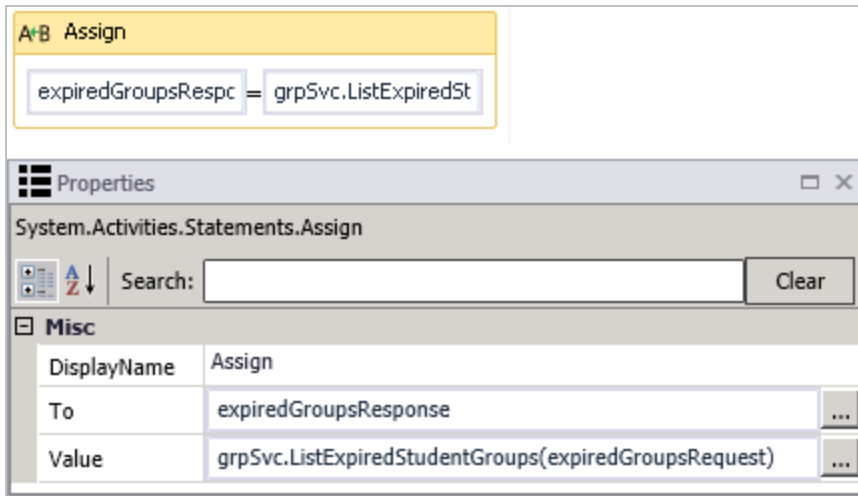 A+B Assign
expiredGroupsRespc = grpSvc.ListExpiredSt
Properties
System.Activities.Statements.Assign
A Z Search: Clear
Misc
DisplayName Assign
To expiredGroupsResponse ...
Value grpSvc.ListExpiredStudentGroups(expiredGroupsRequest) ...